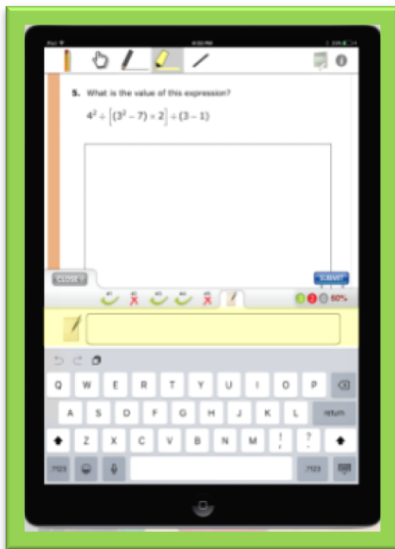 5. What is the value of this expression?
4² ÷ [(3² – 7) × 2] ÷ (3 – 1)
CLOSE
SUBMIT
60%
Q W E R T Y U I O P
A S D F G H J K L return
Z X C V B N M ! , ? .
.?123 .?123